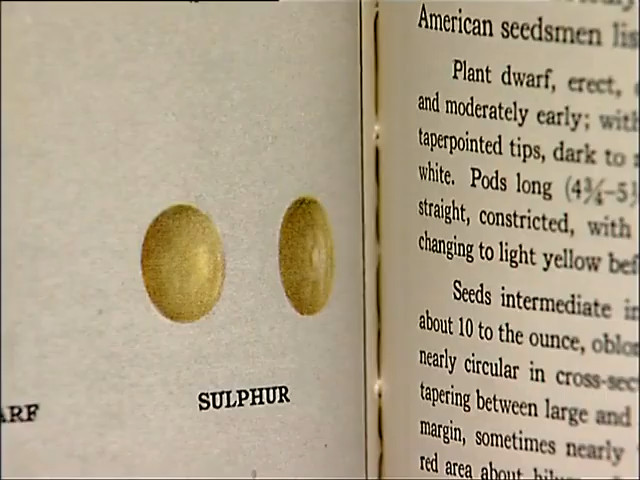 ARF
SULPHUR
American seedsmen lis
Plant dwarf, erect,
and moderately early; with
taperpointed tips, dark to
white. Pods long (4¾–5
straight, constricted, with
changing to light yellow bef
Seeds intermediate in
about 10 to the ounce, oblo
nearly circular in cross-sec
tapering between large and
margin, sometimes nearly
red area about